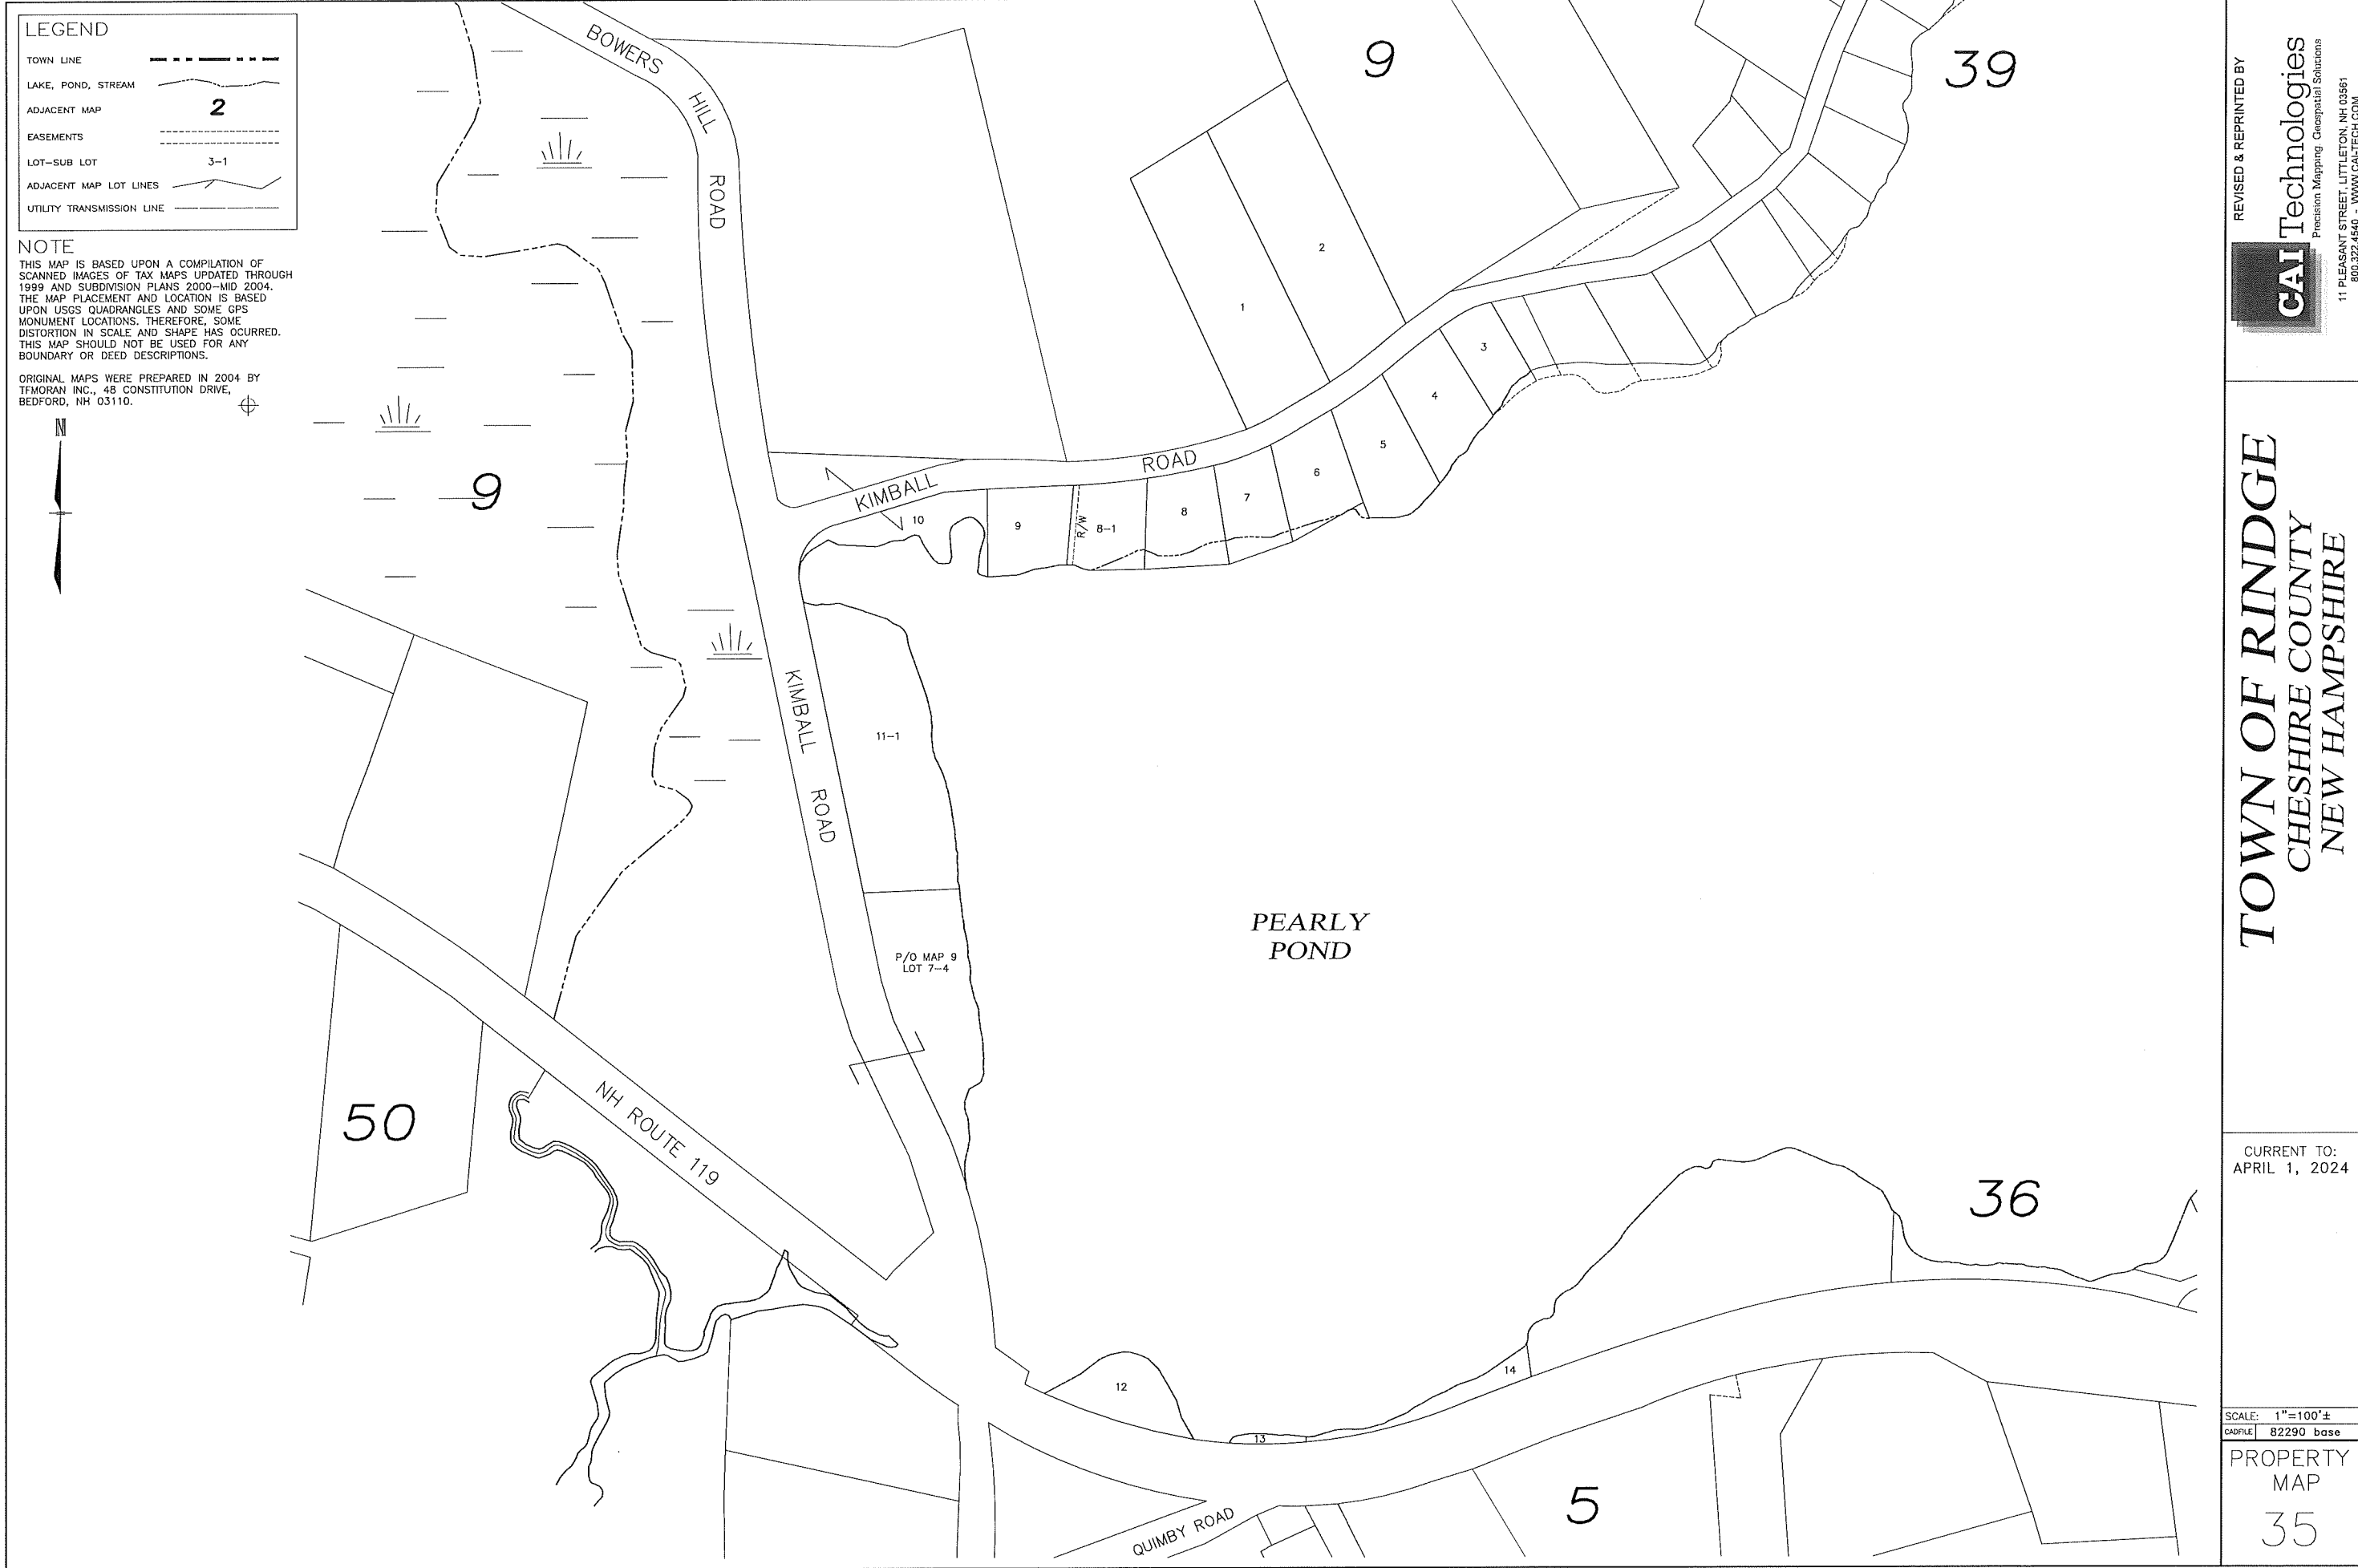 LEGEND
TOWN LINE
LAKE, POND, STREAM
ADJACENT MAP 2
EASEMENTS
LOT-SUB LOT 3-1
ADJACENT MAP LOT LINES
UTILITY TRANSMISSION LINE
NOTE
THIS MAP IS BASED UPON A COMPILATION OF
SCANNED IMAGES OF TAX MAPS UPDATED THROUGH
1999 AND SUBDIVISION PLANS 2000-MID 2004.
THE MAP PLACEMENT AND LOCATION IS BASED
UPON USGS QUADRANGLES AND SOME GPS
MONUMENT LOCATIONS. THEREFORE, SOME
DISTORTION IN SCALE AND SHAPE HAS OCURRED.
THIS MAP SHOULD NOT BE USED FOR ANY
BOUNDARY OR DEED DESCRIPTIONS.
ORIGINAL MAPS WERE PREPARED IN 2004 BY
TFMORAN INC., 48 CONSTITUTION DRIVE,
BEDFORD, NH 03110.
N
BOWERS HILL ROAD
9
39
1
2
3
4
5
6
7
8
8-1
R/W
9
10
KIMBALL ROAD
9
KIMBALL ROAD
11-1
P/O MAP 9
LOT 7-4
PEARLY
POND
50
NH ROUTE 119
36
12
13
14
5
QUIMBY ROAD
REVISED & REPRINTED BY
CAI Technologies
Precision Mapping. Geospatial Solutions
11 PLEASANT STREET, LITTLETON, NH 03561
800.322.4540 - WWW.CAI-TECH.COM
TOWN OF RINDGE
CHESHIRE COUNTY
NEW HAMPSHIRE
CURRENT TO:
APRIL 1, 2024
SCALE: 1"=100'±
CADFILE 82290 base
PROPERTY
MAP
35